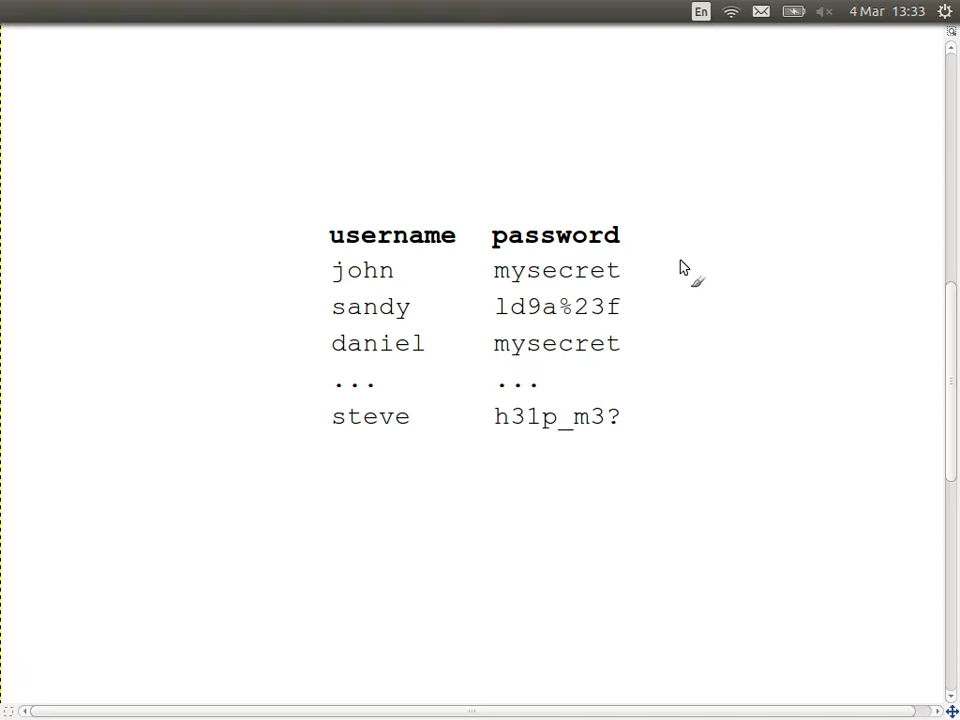 En 4 Mar 13:33
username password
john mysecret
sandy ld9a%23f
daniel mysecret
... ...
steve h31p_m3?